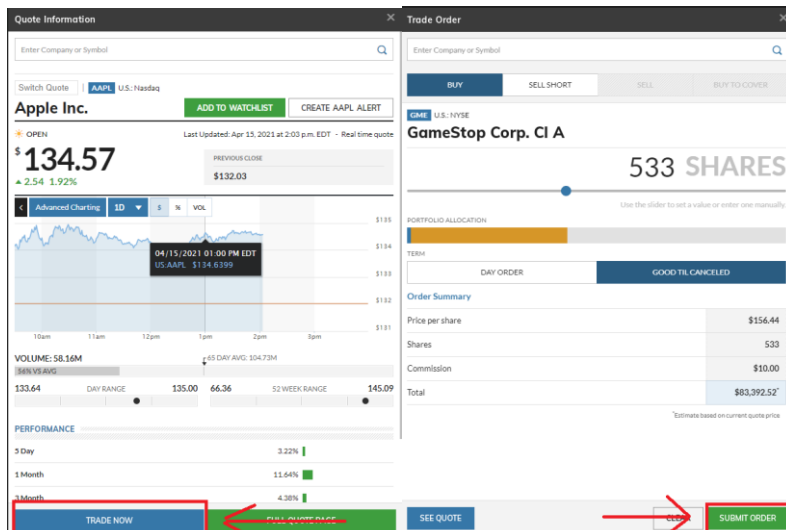 Quote Information
Enter Company or Symbol
Switch Quote | AAPL U.S.: Nasdaq
Apple Inc.
ADD TO WATCHLIST
CREATE AAPL ALERT
OPEN
Last Updated: Apr 15, 2021 at 2:03 p.m. EDT - Real time quote
$134.57
2.54 1.92%
PREVIOUS CLOSE
$132.03
Advanced Charting 1D $ % VOL
$135
$134
$133
$132
$131
04/15/2021 01:00 PM EDT
US:AAPL $134.6399
10am 11am 12pm 1pm 2pm 3pm
VOLUME: 58.16M
65 DAY AVG: 104.73M
56% VS AVG
133.64 DAY RANGE 135.00
66.36 52 WEEK RANGE 145.09
PERFORMANCE
5 Day 3.22%
1 Month 11.64%
3 Month 4.38%
TRADE NOW
FULL QUOTE PAGE
Trade Order
Enter Company or Symbol
BUY SELL SHORT SELL BUY TO COVER
GME U.S.: NYSE
GameStop Corp. Cl A
533 SHARES
Use the slider to set a value or enter one manually.
PORTFOLIO ALLOCATION
TERM
DAY ORDER GOOD TIL CANCELED
Order Summary
Price per share $156.44
Shares 533
Commission $10.00
Total $83,392.52*
*Estimate based on current quote price
SEE QUOTE
CLEAR
SUBMIT ORDER